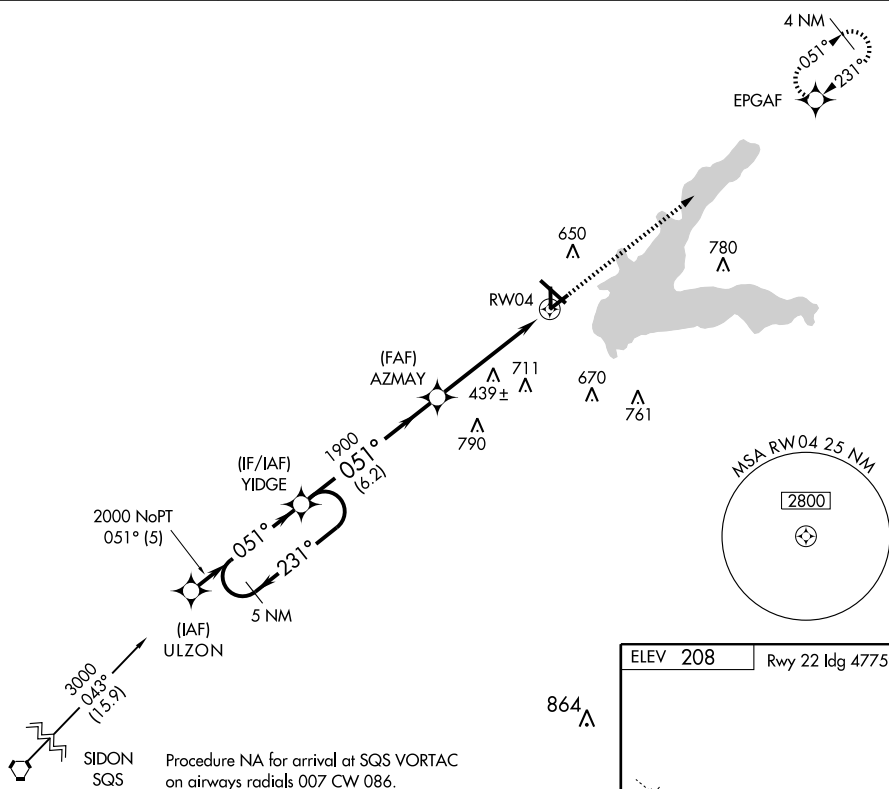 4 NM
051°
231°
EPGAF
650
780
RW04
(FAF)
AZMAY
711
439±
670
761
790
1900
051°
(6.2)
(IF/IAF)
YIDGE
MSA RW04 25 NM
2800
2000 NoPT
051° (5)
051°
231°
5 NM
(IAF)
ULZON
3000
043°
(15.9)
ELEV 208
Rwy 22 ldg 4775
864
SIDON
SQS
Procedure NA for arrival at SQS VORTAC
on airways radials 007 CW 086.